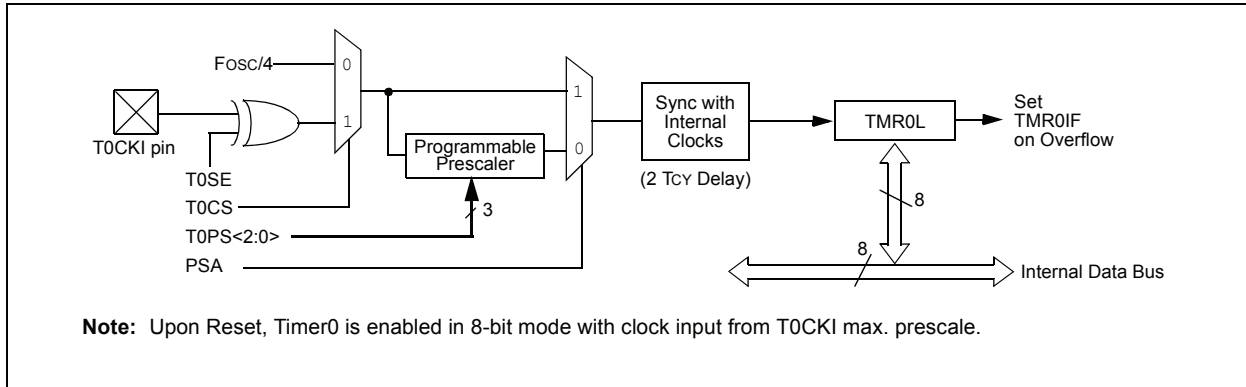 FOSC/4
0
1
T0CKI pin
T0SE
T0CS
T0PS<2:0>
PSA
Programmable
Prescaler
3
1
0
Sync with
Internal
Clocks
(2 TCY Delay)
TMR0L
Set
TMR0IF
on Overflow
8
8
Internal Data Bus
Note: Upon Reset, Timer0 is enabled in 8-bit mode with clock input from T0CKI max. prescale.